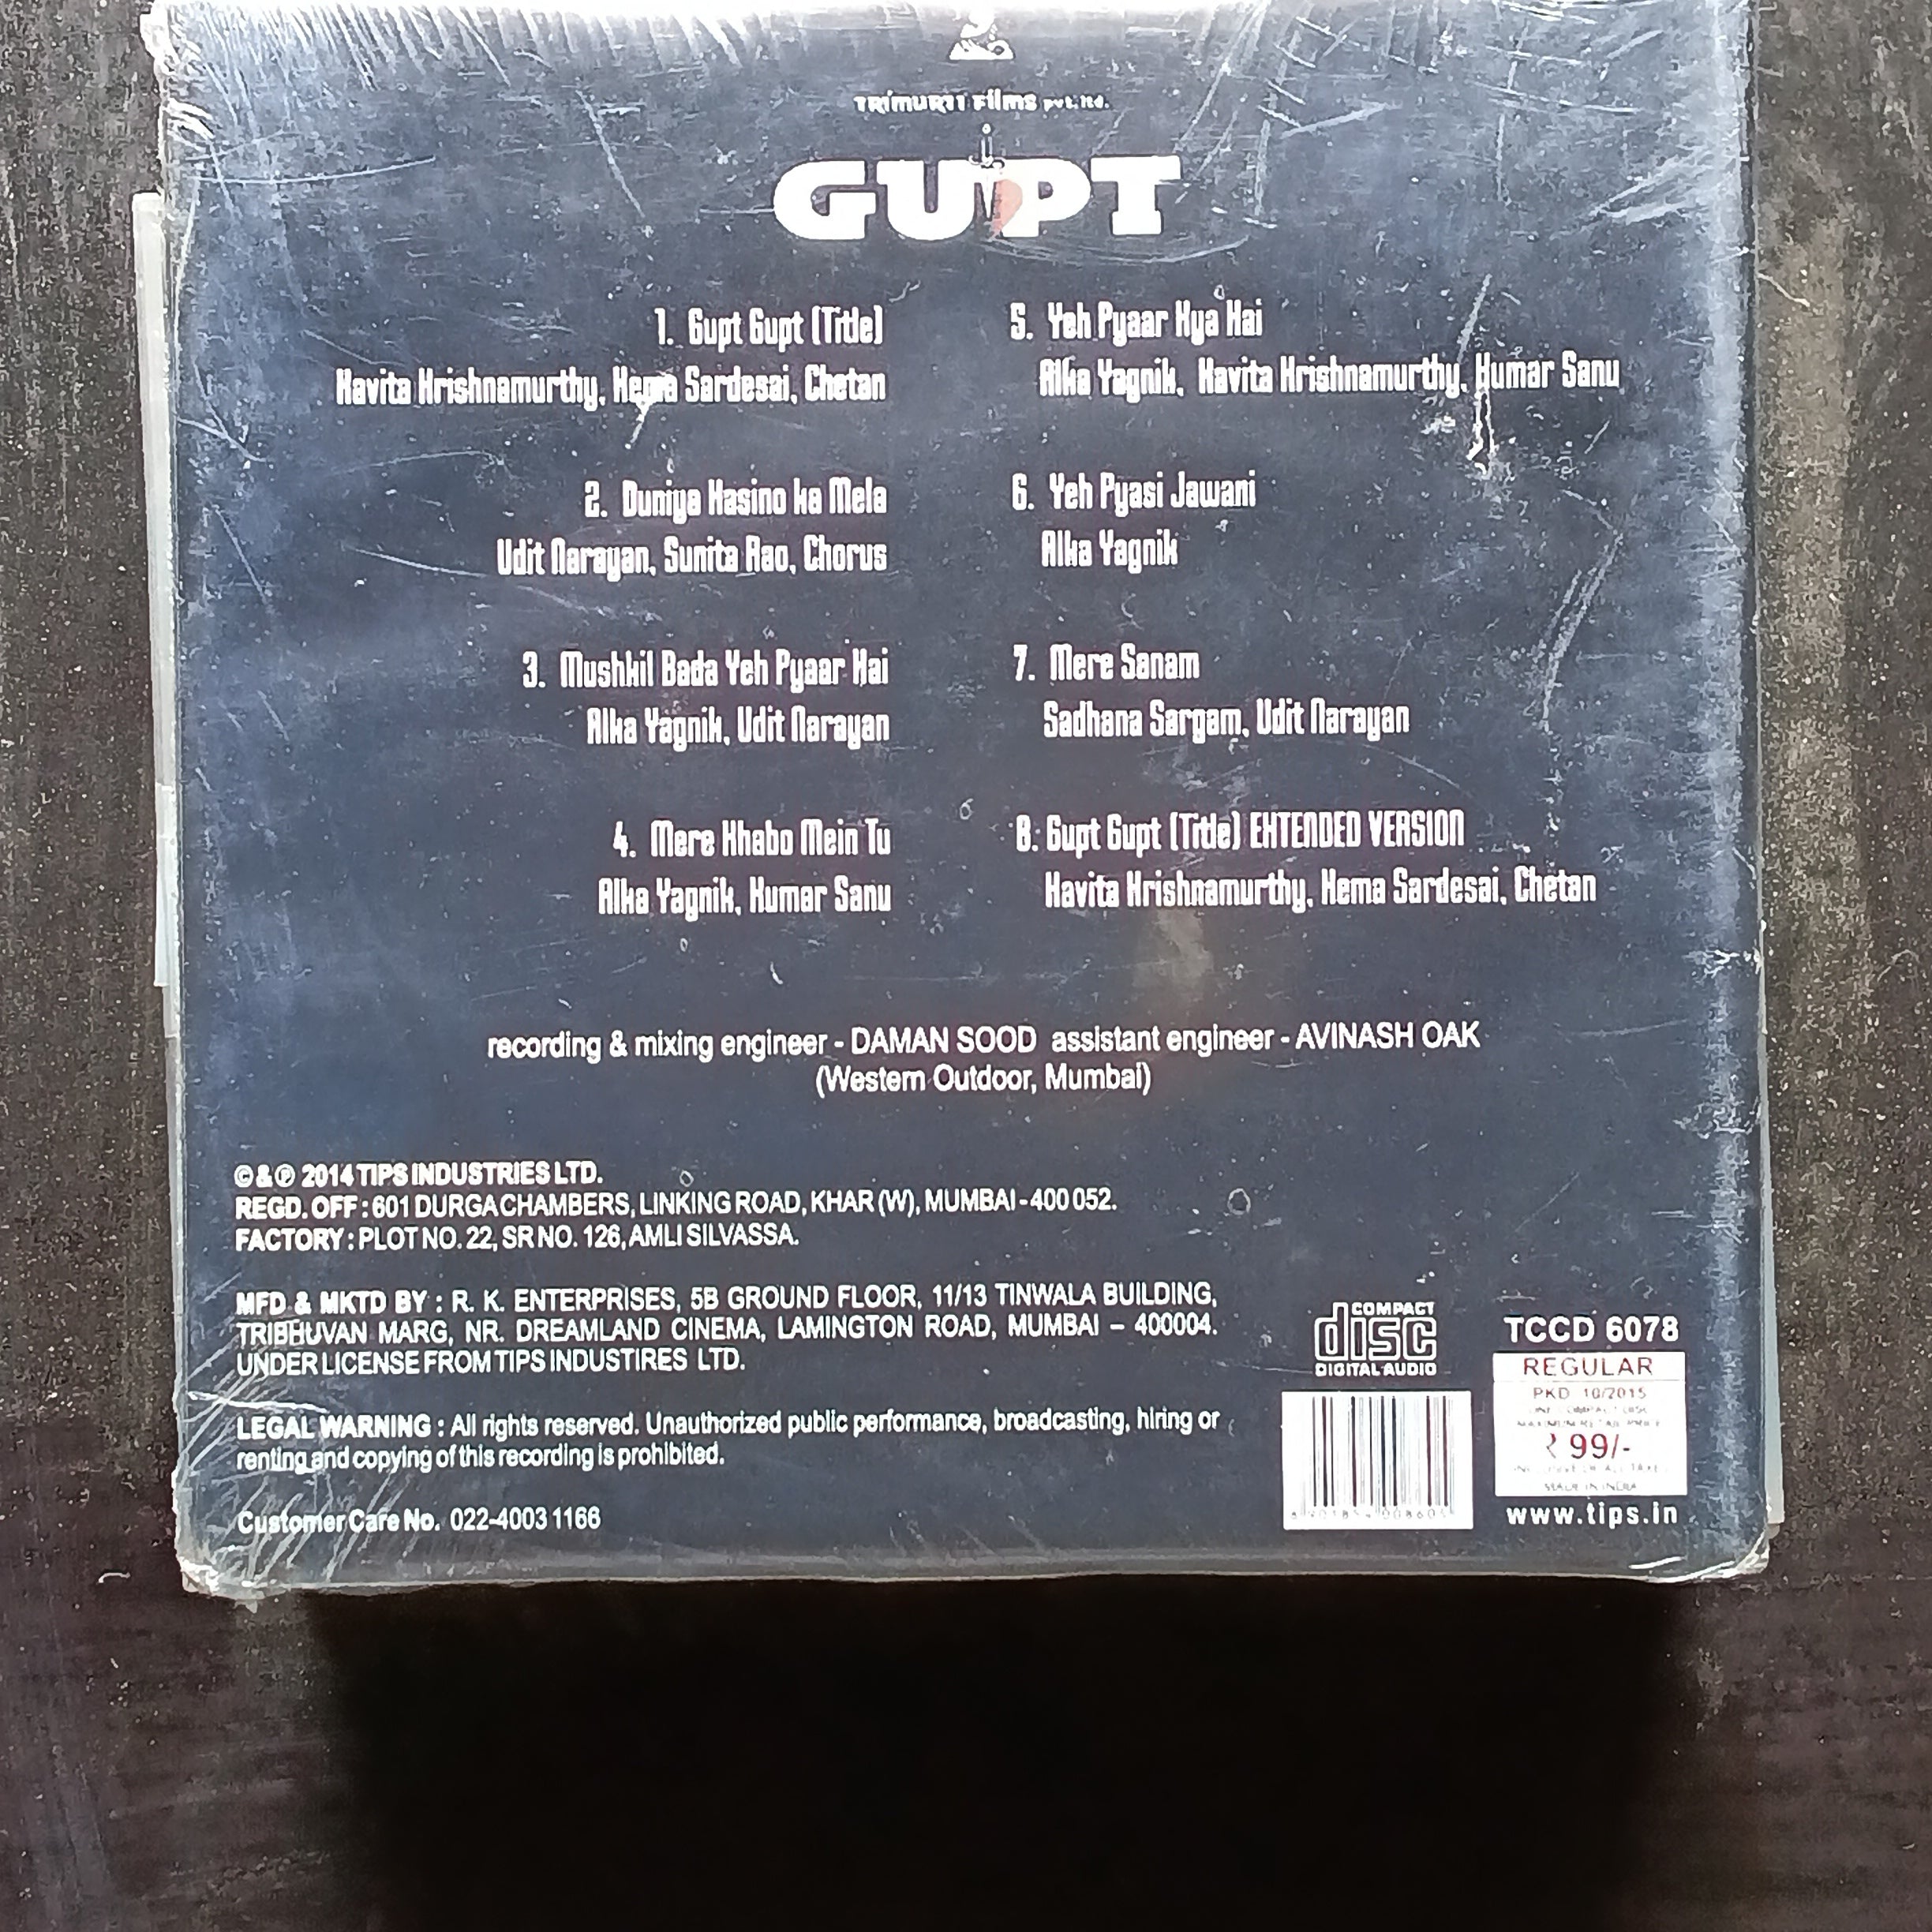 TRIMURTI Films pvt. ltd.
GUPT
1. Gupt Gupt (Title)
Kavita Krishnamurthy, Hema Sardesai, Chetan
2. Duniya Hasino ka Mela
Udit Narayan, Sunita Rao, Chorus
3. Mushkil Bada Yeh Pyaar Hai
Alka Yagnik, Udit Narayan
4. Mere Khabo Mein Tu
Alka Yagnik, Kumar Sanu
5. Yeh Pyaar Kya Hai
Alka Yagnik, Kavita Krishnamurthy, Kumar Sanu
6. Yeh Pyasi Jawani
Alka Yagnik
7. Mere Sanam
Sadhana Sargam, Udit Narayan
8. Gupt Gupt (Title) EXTENDED VERSION
Kavita Krishnamurthy, Hema Sardesai, Chetan
recording & mixing engineer - DAMAN SOOD assistant engineer - AVINASH OAK
(Western Outdoor, Mumbai)
©&℗ 2014 TIPS INDUSTRIES LTD.
REGD. OFF : 601 DURGA CHAMBERS, LINKING ROAD, KHAR (W), MUMBAI - 400 052.
FACTORY : PLOT NO. 22, SR NO. 126, AMLI SILVASSA.
MFD & MKTD BY : R. K. ENTERPRISES, 5B GROUND FLOOR, 11/13 TINWALA BUILDING,
TRIBHUVAN MARG, NR. DREAMLAND CINEMA, LAMINGTON ROAD, MUMBAI – 400004.
UNDER LICENSE FROM TIPS INDUSTIRES LTD.
LEGAL WARNING : All rights reserved. Unauthorized public performance, broadcasting, hiring or
renting and copying of this recording is prohibited.
Customer Care No. 022-4003 1166
COMPACT
disc
DIGITAL AUDIO
TCCD 6078
REGULAR
PKD 10/2015
₹ 99/-
MADE IN INDIA
www.tips.in